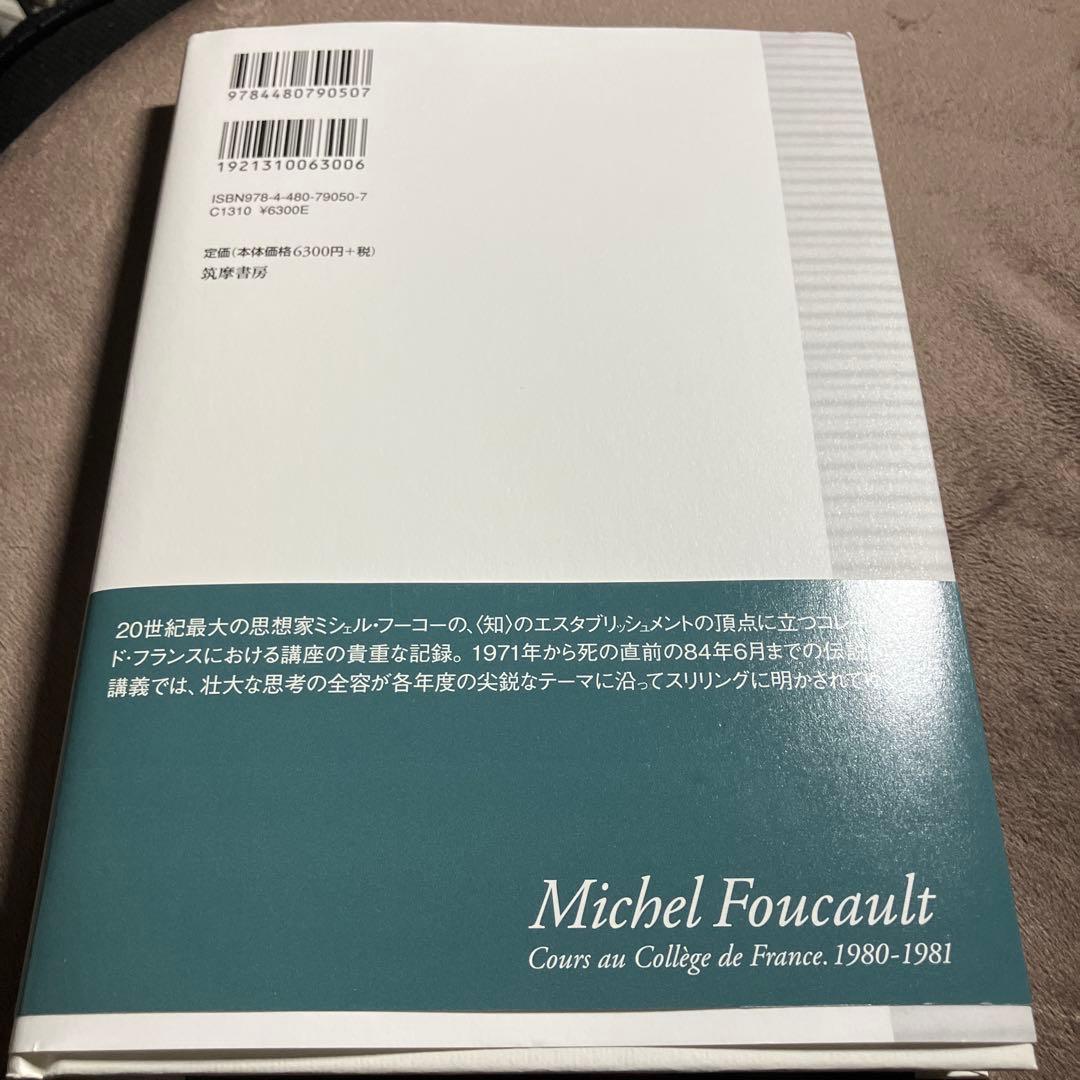 9784480790507
1921310063006
ISBN978-4-480-79050-7
C1310 ¥6300E
定価(本体価格6300円+税)
筑摩書房
20世紀最大の思想家ミシェル・フーコーの、〈知〉のエスタブリッシュメントの頂点に立つコレ
ド・フランスにおける講座の貴重な記録。1971年から死の直前の84年6月までの伝説
講義では、壮大な思考の全容が各年度の尖鋭なテーマに沿ってスリリングに明かされてゆ
Michel Foucault
Cours au Collège de France. 1980-1981